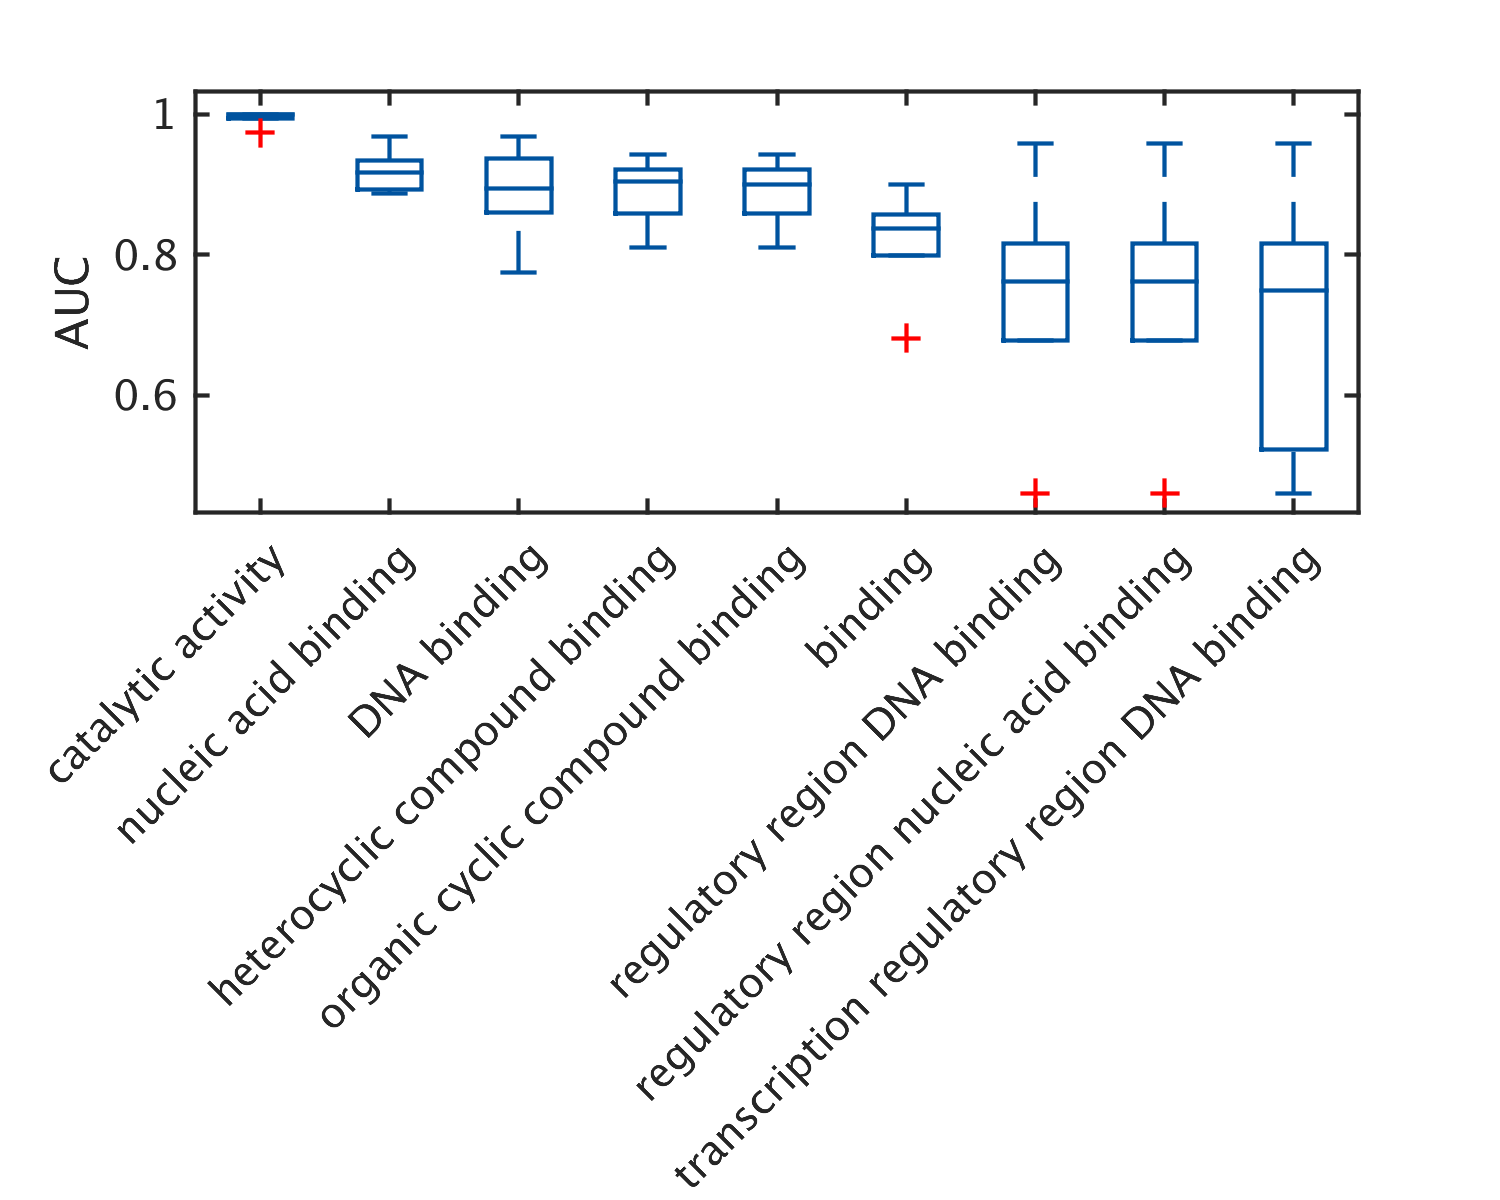 1
0.8
0.6
AUC
catalytic activity
nucleic acid binding
DNA binding
heterocyclic compound binding
organic cyclic compound binding
binding
regulatory region DNA binding
regulatory region nucleic acid binding
transcription regulatory region DNA binding